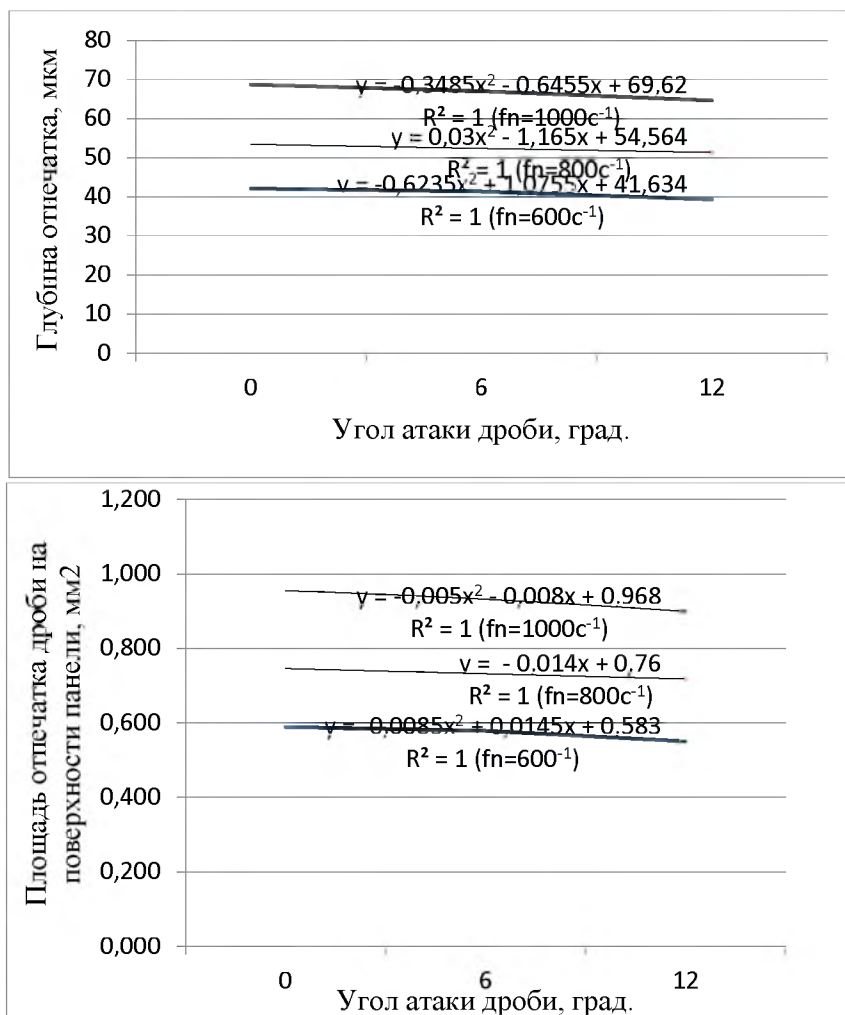 80
70
60
50
40
30
20
10
0
Глубина отпечатка, мкм
y = -0,3485x² - 0,6455x + 69,62
R² = 1 (fn=1000c⁻¹)
y = 0,03x² - 1,165x + 54,564
R² = 1 (fn=800c⁻¹)
y = -0,6235x² + 1,0755x + 41,634
R² = 1 (fn=600c⁻¹)
0 6 12
Угол атаки дроби, град.
1,200
1,000
0,800
0,600
0,400
0,200
0,000
Площадь отпечатка дроби на
поверхности панели, мм2
y = -0,005x² - 0,008x + 0,968
R² = 1 (fn=1000c⁻¹)
y = - 0,014x + 0,76
R² = 1 (fn=800c⁻¹)
y = 0,0085x² + 0,0145x + 0,583
R² = 1 (fn=600⁻¹)
0 6 12
Угол атаки дроби, град.